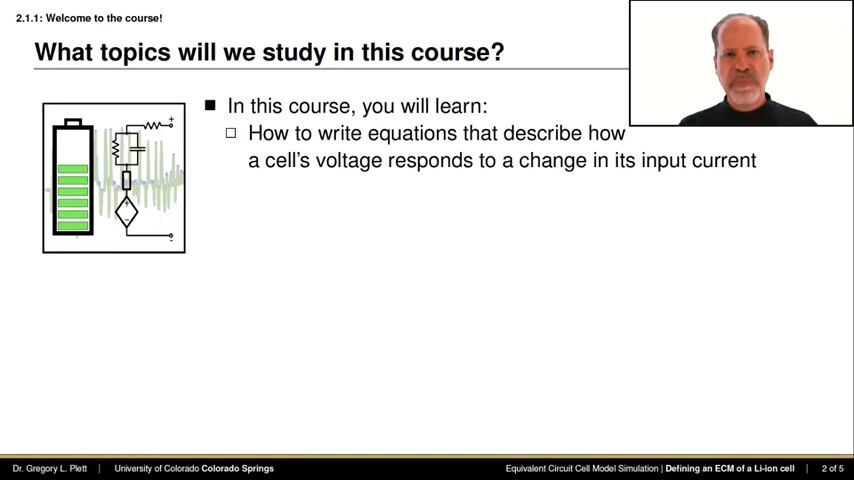 2.1.1: Welcome to the course!
What topics will we study in this course?
In this course, you will learn:
How to write equations that describe how
a cell's voltage responds to a change in its input current
+
+
−
-
Dr. Gregory L. Plett | University of Colorado Colorado Springs
Equivalent Circuit Cell Model Simulation | Defining an ECM of a Li-ion cell | 2 of 5